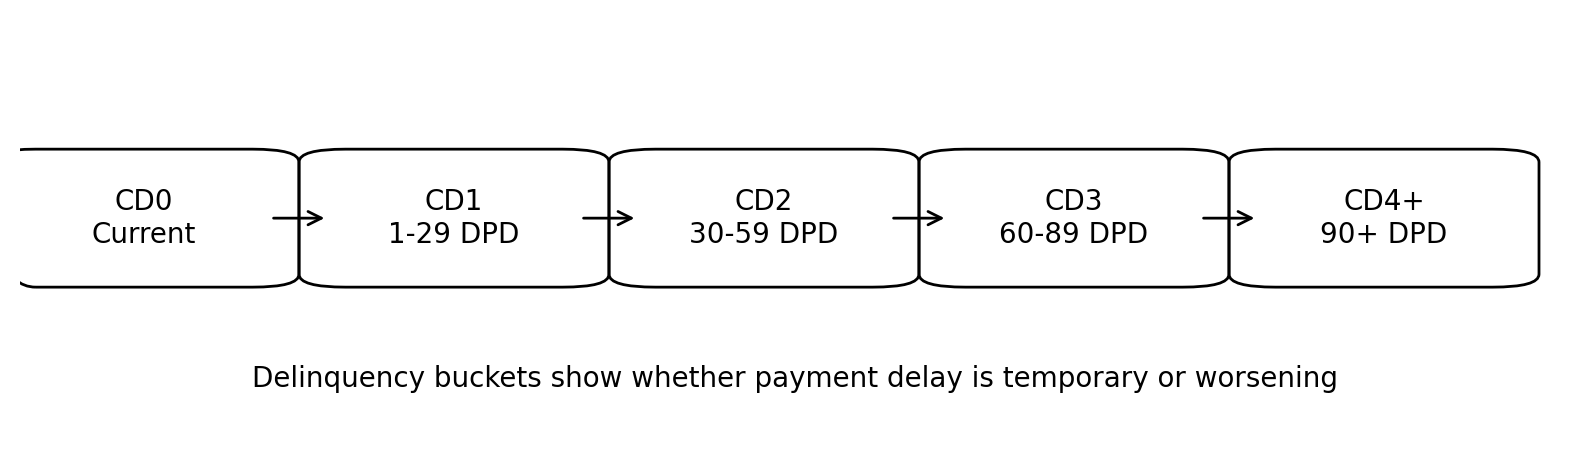 CD0
Current
CD1
1-29 DPD
CD2
30-59 DPD
CD3
60-89 DPD
CD4+
90+ DPD
Delinquency buckets show whether payment delay is temporary or worsening